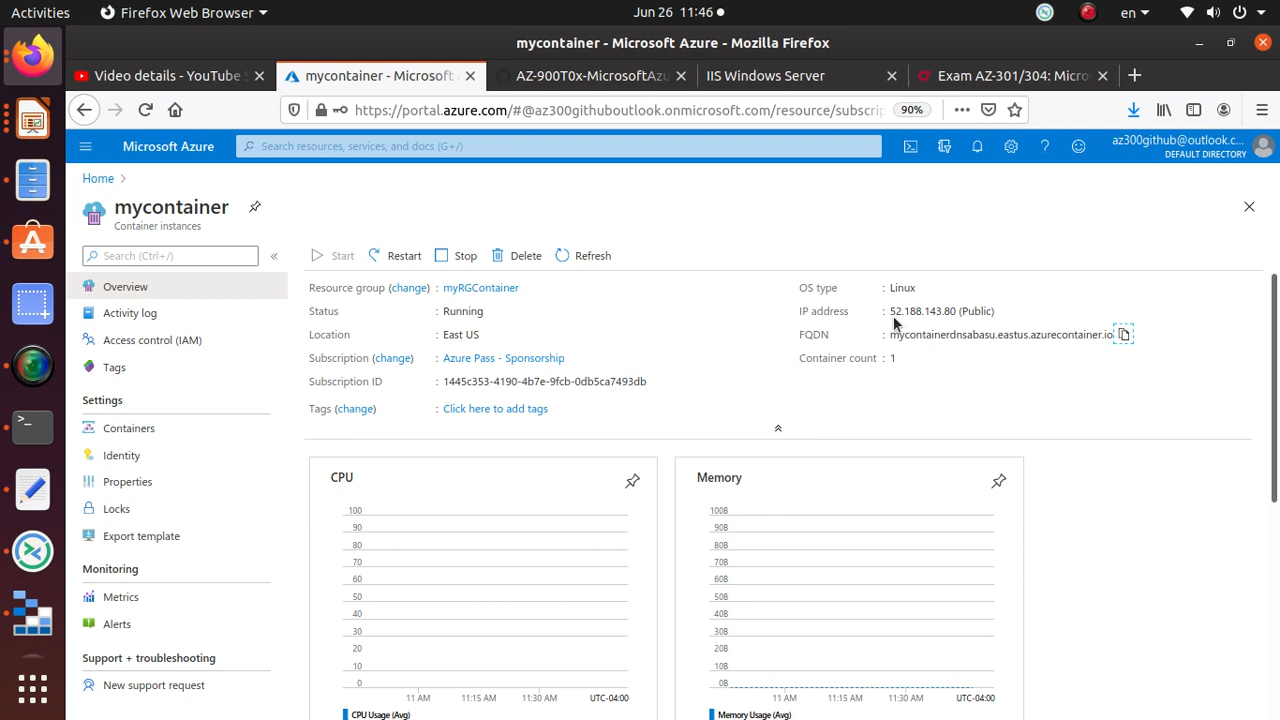 Activities
Firefox Web Browser
Jun 26 11:46
en
mycontainer - Microsoft Azure - Mozilla Firefox
Video details - YouTube S
mycontainer - Microsoft
AZ-900T0x-MicrosoftAzu
IIS Windows Server
Exam AZ-301/304: Micros
https://portal.azure.com/#@az300githuboutlook.onmicrosoft.com/resource/subscrip
90%
Microsoft Azure
Search resources, services, and docs (G+/)
az300github@outlook.c...
DEFAULT DIRECTORY
Home
mycontainer
Container instances
Search (Ctrl+/)
Start
Restart
Stop
Delete
Refresh
Overview
Activity log
Access control (IAM)
Tags
Settings
Containers
Identity
Properties
Locks
Export template
Monitoring
Metrics
Alerts
Support + troubleshooting
New support request
Resource group (change) : myRGContainer
Status : Running
Location : East US
Subscription (change) : Azure Pass - Sponsorship
Subscription ID : 1445c353-4190-4b7e-9fcb-0db5ca7493db
Tags (change) : Click here to add tags
OS type : Linux
IP address : 52.188.143.80 (Public)
FQDN : mycontainerdnsabasu.eastus.azurecontainer.io
Container count : 1
CPU
100
90
80
70
60
50
40
30
20
10
0
11 AM 11:15 AM 11:30 AM UTC-04:00
CPU Usage (Avg)
Memory
100B
90B
80B
70B
60B
50B
40B
30B
20B
10B
0B
11 AM 11:15 AM 11:30 AM UTC-04:00
Memory Usage (Avg)